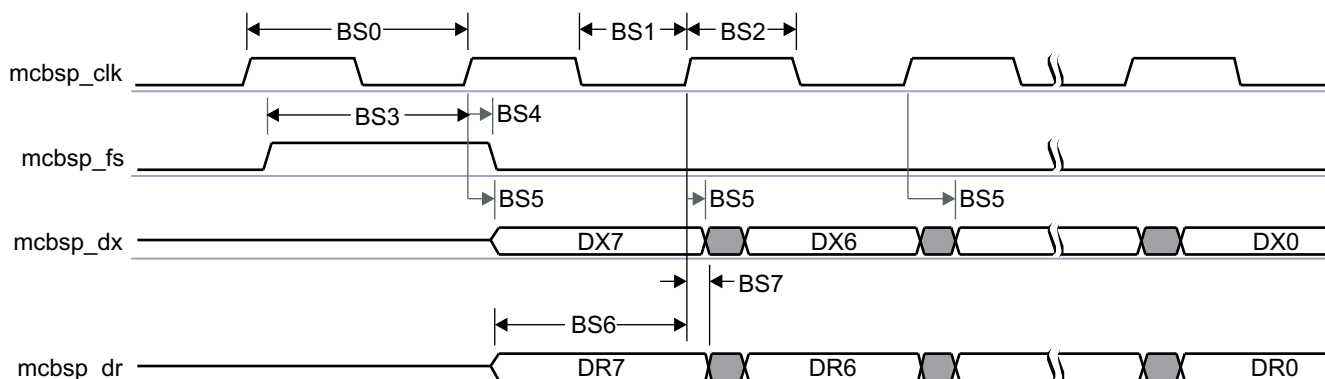 BS0
BS1
BS2
mcbsp_clk
BS3
BS4
mcbsp_fs
BS5
BS5
BS5
mcbsp_dx
DX7
DX6
DX0
BS7
BS6
mcbsp_dr
DR7
DR6
DR0